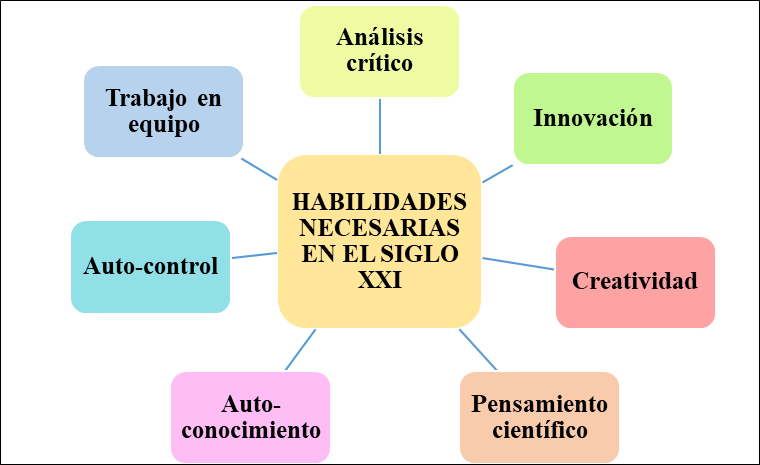 Análisis
crítico
Trabajo en
equipo
Innovación
HABILIDADES
NECESARIAS
EN EL SIGLO
XXI
Auto-control
Creatividad
Auto-
conocimiento
Pensamiento
científico